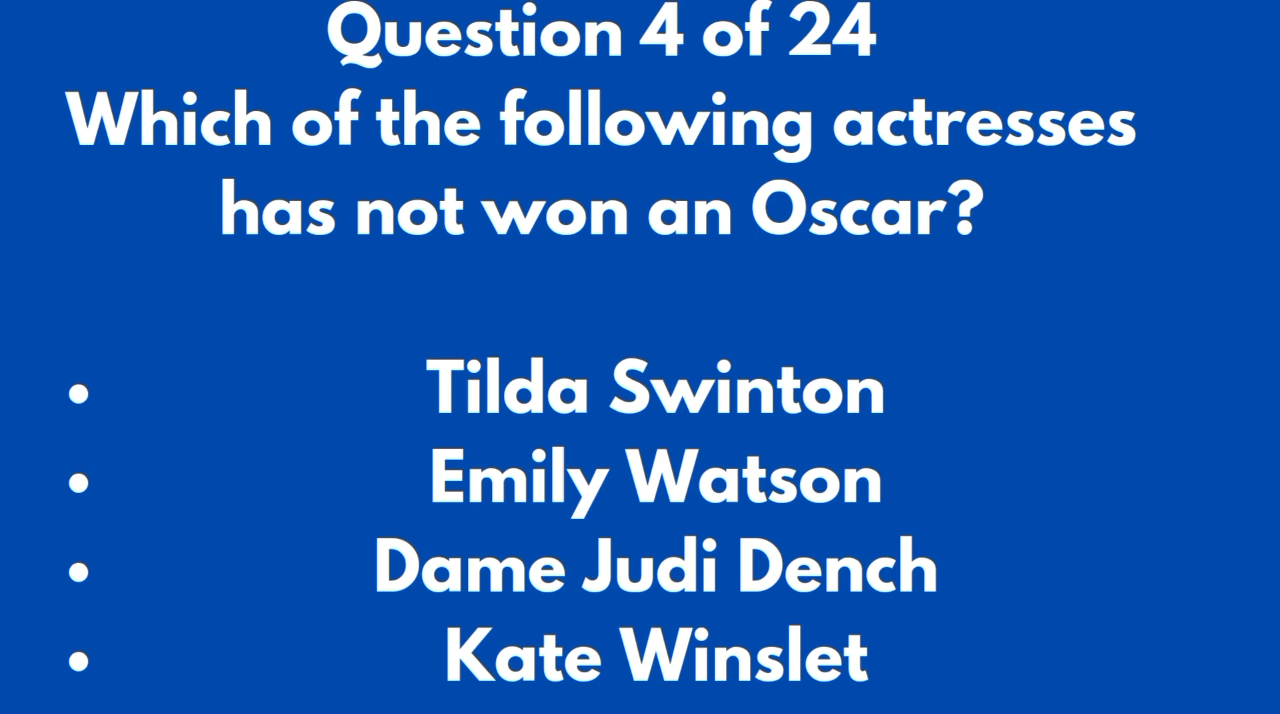 Question 4 of 24
Which of the following actresses
has not won an Oscar?
• Tilda Swinton
• Emily Watson
• Dame Judi Dench
• Kate Winslet